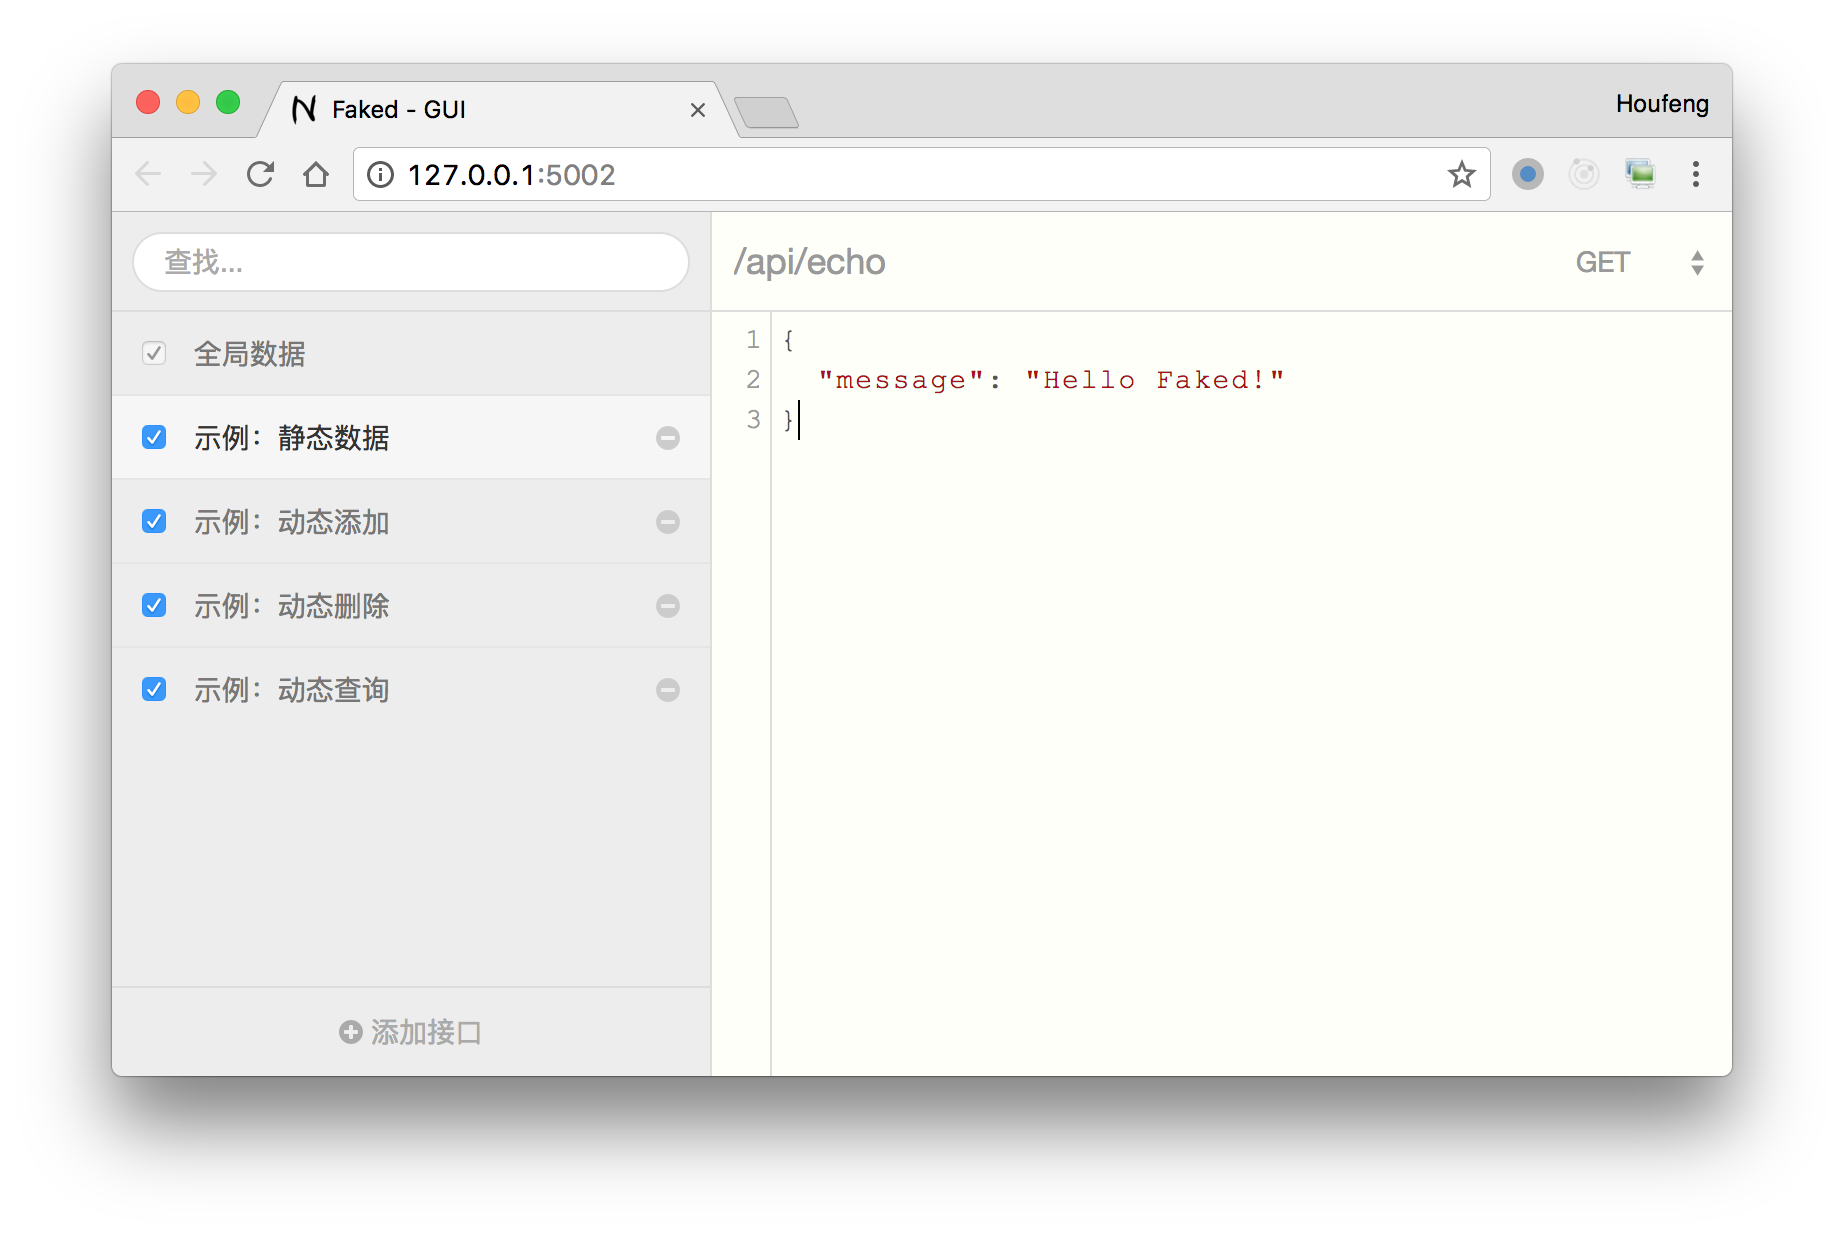 Faked - GUI
Houfeng
127.0.0.1:5002
查找...
/api/echo
GET
全局数据
示例：静态数据
示例：动态添加
示例：动态删除
示例：动态查询
添加接口
1 {
2 "message": "Hello Faked!"
3 }